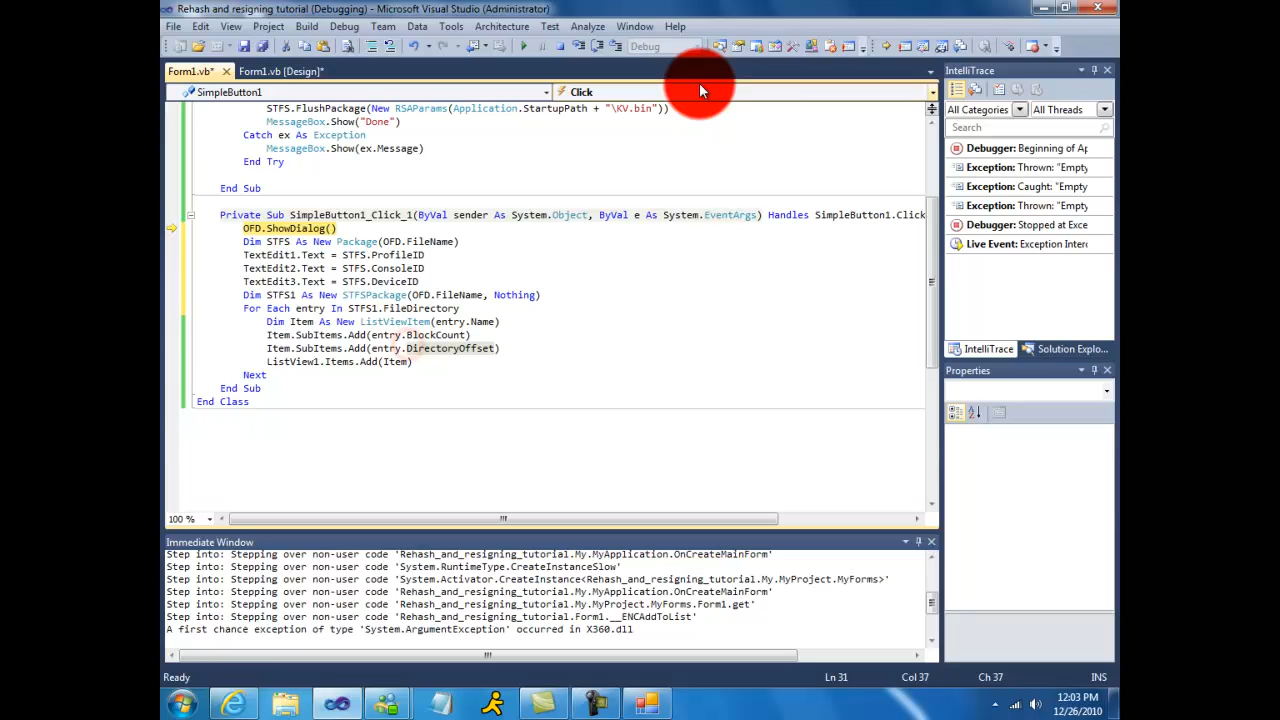 Rehash and resigning tutorial (Debugging) - Microsoft Visual Studio (Administrator)
File Edit View Project Build Debug Team Data Tools Architecture Test Analyze Window Help
Debug
Form1.vb* Form1.vb [Design]*
SimpleButton1 Click
STFS.FlushPackage(New RSAParams(Application.StartupPath + "\KV.bin"))
MessageBox.Show("Done")
Catch ex As Exception
MessageBox.Show(ex.Message)
End Try
End Sub
Private Sub SimpleButton1_Click_1(ByVal sender As System.Object, ByVal e As System.EventArgs) Handles SimpleButton1.Click
OFD.ShowDialog()
Dim STFS As New Package(OFD.FileName)
TextEdit1.Text = STFS.ProfileID
TextEdit2.Text = STFS.ConsoleID
TextEdit3.Text = STFS.DeviceID
Dim STFS1 As New STFSPackage(OFD.FileName, Nothing)
For Each entry In STFS1.FileDirectory
Dim Item As New ListViewItem(entry.Name)
Item.SubItems.Add(entry.BlockCount)
Item.SubItems.Add(entry.DirectoryOffset)
ListView1.Items.Add(Item)
Next
End Sub
End Class
100 %
IntelliTrace
All Categories All Threads
Search
Debugger: Beginning of Ap
Exception: Thrown: "Empty
Exception: Caught: "Empty
Exception: Thrown: "Empty
Debugger: Stopped at Exce
Live Event: Exception Interc
IntelliTrace Solution Explo...
Properties
Immediate Window
Step into: Stepping over non-user code 'Rehash_and_resigning_tutorial.My.MyApplication.OnCreateMainForm'
Step into: Stepping over non-user code 'System.RuntimeType.CreateInstanceSlow'
Step into: Stepping over non-user code 'System.Activator.CreateInstance<Rehash_and_resigning_tutorial.My.MyProject.MyForms>'
Step into: Stepping over non-user code 'Rehash_and_resigning_tutorial.My.MyApplication.OnCreateMainForm'
Step into: Stepping over non-user code 'Rehash_and_resigning_tutorial.My.MyProject.MyForms.Form1.get'
Step into: Stepping over non-user code 'Rehash_and_resigning_tutorial.Form1.__ENCAddToList'
A first chance exception of type 'System.ArgumentException' occurred in X360.dll
Ready Ln 31 Col 37 Ch 37 INS
12:03 PM
12/26/2010